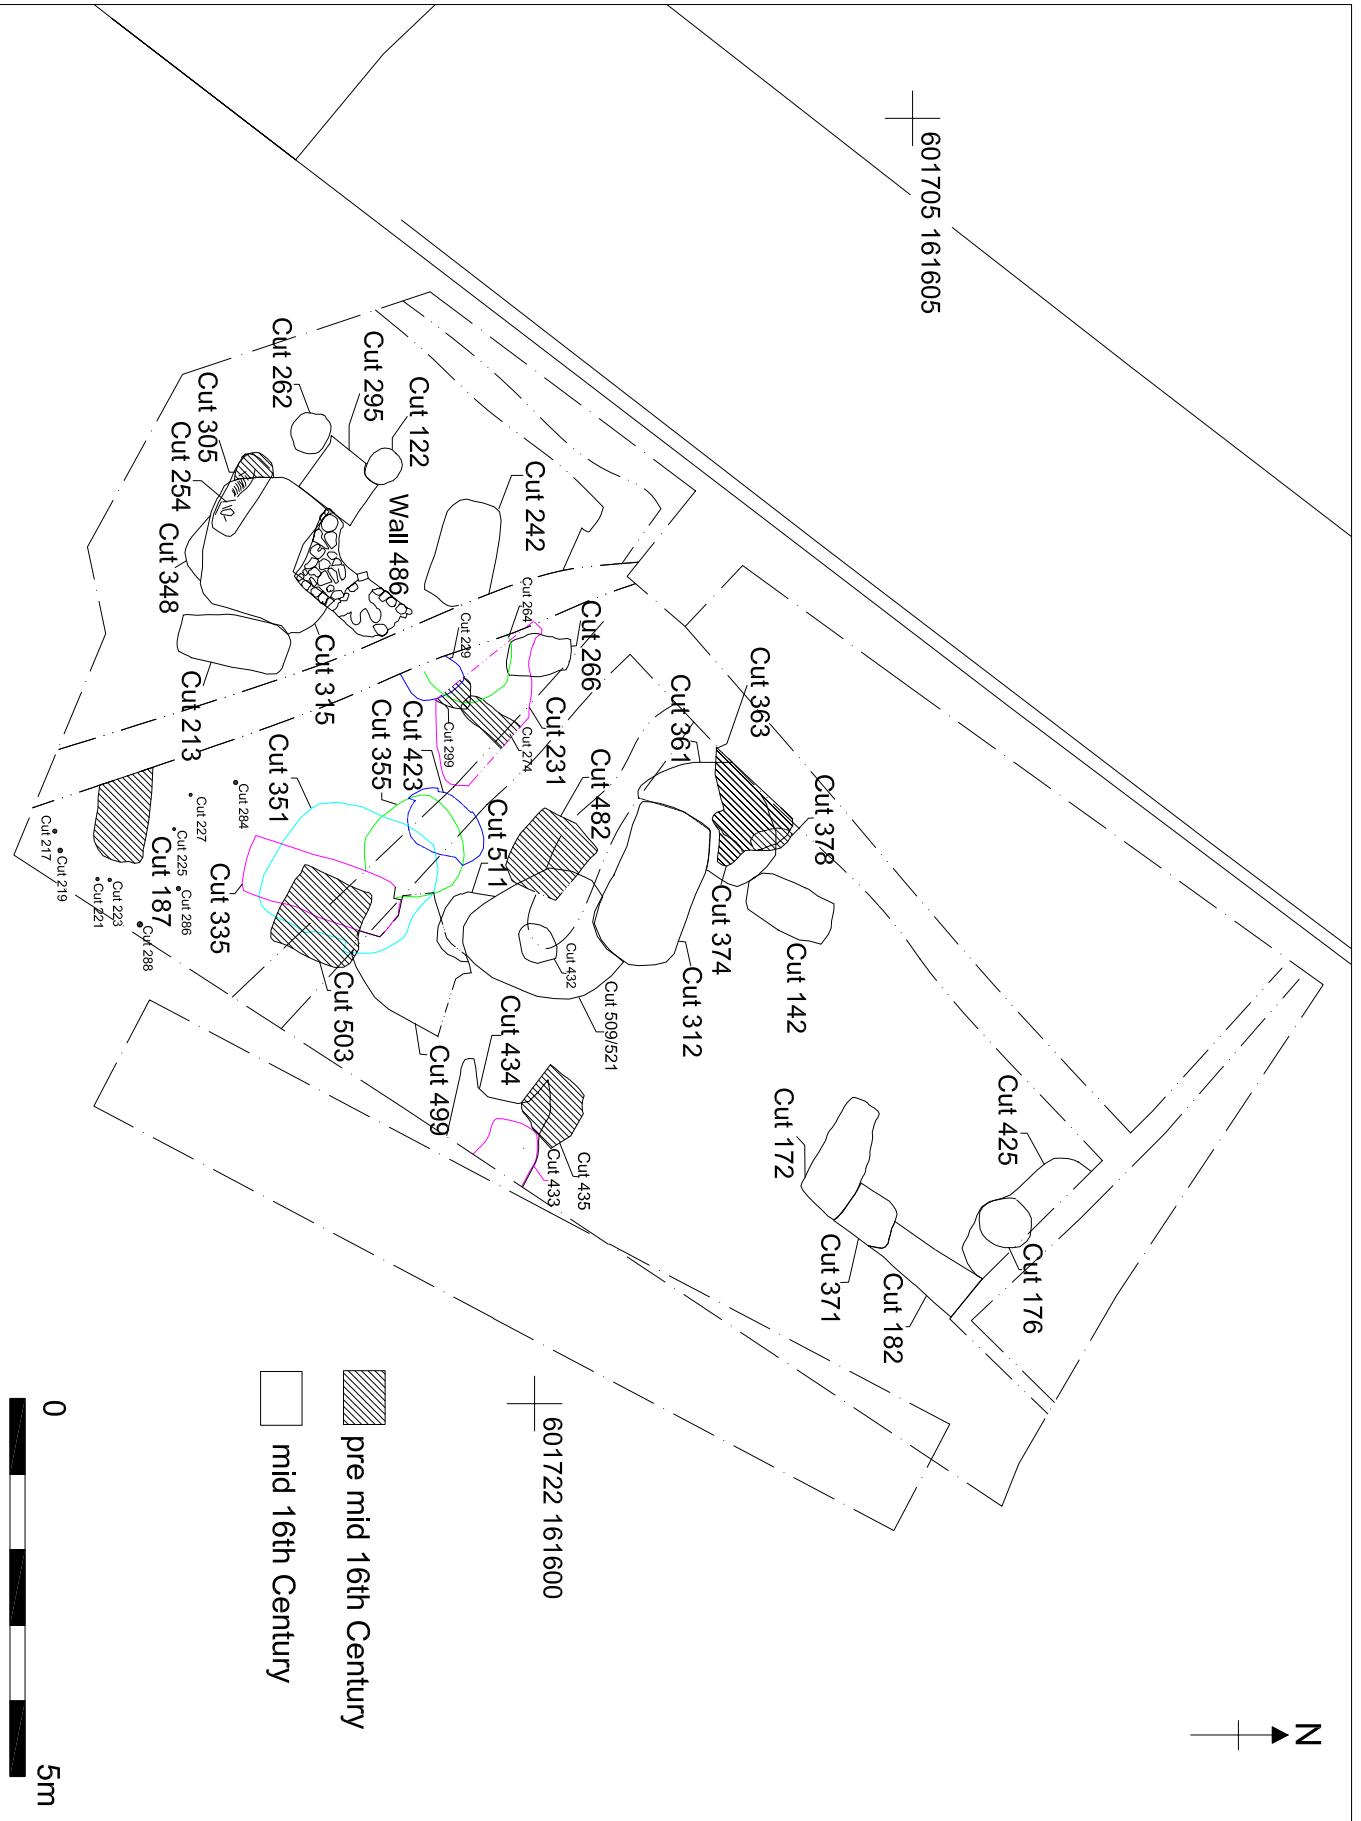 601705 161605
Cut 262
Cut 295
Cut 122
Cut 305
Cut 254
Cut 348
Wall 486
Cut 242
Cut 213
Cut 315
Cut 264
Cut 229
Cut 266
Cut 231
Cut 274
Cut 299
Cut 363
Cut 361
Cut 378
Cut 374
Cut 142
Cut 312
Cut 482
Cut 423
Cut 355
Cut 351
Cut 511
Cut 432
Cut 509/521
Cut 335
Cut 187
Cut 284
Cut 227
Cut 225
Cut 286
Cut 217
Cut 219
Cut 221
Cut 223
Cut 288
Cut 503
Cut 499
Cut 434
Cut 435
Cut 433
Cut 425
Cut 176
Cut 172
Cut 371
Cut 182
601722 161600
pre mid 16th Century
mid 16th Century
N
0
5m